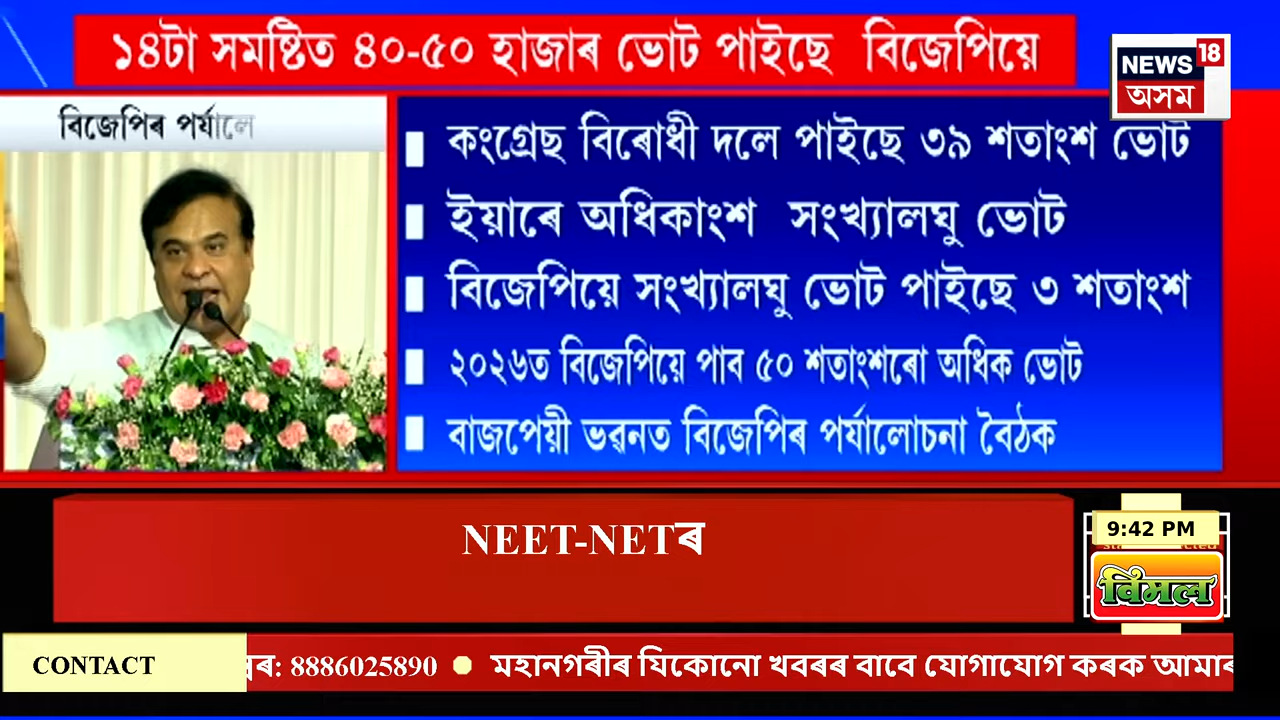 ১৪টা সমষ্টিত ৪০-৫০ হাজাৰ ভোট পাইছে বিজেপিয়ে
NEWS 18
অসম
বিজেপিৰ পৰ্যালে
কংগ্ৰেছ বিৰোধী দলে পাইছে ৩৯ শতাংশ ভোট
ইয়াৰে অধিকাংশ সংখ্যালঘু ভোট
বিজেপিয়ে সংখ্যালঘু ভোট পাইছে ৩ শতাংশ
২০২৬ত বিজেপিয়ে পাব ৫০ শতাংশৰো অধিক ভোট
বাজপেয়ী ভৱনত বিজেপিৰ পৰ্যালোচনা বৈঠক
NEET-NETৰ
9:42 PM
বিমল
CONTACT
ৰ: 8886025890 মহানগৰীৰ যিকোনো খবৰৰ বাবে যোগাযোগ কৰক